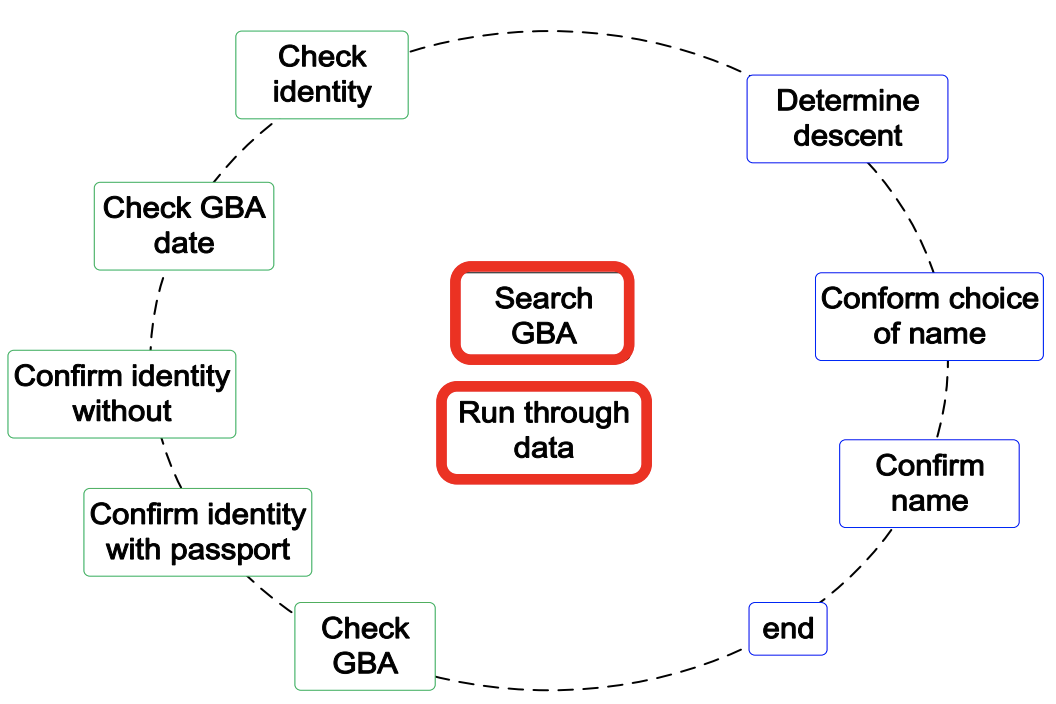 Check
identity
Determine
descent
Check GBA
date
Search
GBA
Conform choice
of name
Confirm identity
without
Run through
data
Confirm
name
Confirm identity
with passport
Check
GBA
end